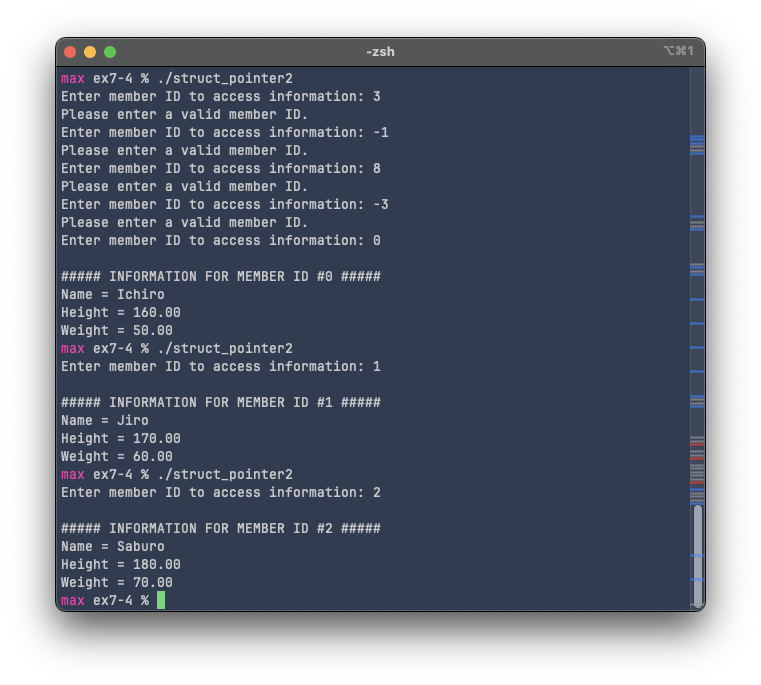 -zsh
⌥⌘1
max ex7-4 % ./struct_pointer2
Enter member ID to access information: 3
Please enter a valid member ID.
Enter member ID to access information: -1
Please enter a valid member ID.
Enter member ID to access information: 8
Please enter a valid member ID.
Enter member ID to access information: -3
Please enter a valid member ID.
Enter member ID to access information: 0
##### INFORMATION FOR MEMBER ID #0 #####
Name = Ichiro
Height = 160.00
Weight = 50.00
max ex7-4 % ./struct_pointer2
Enter member ID to access information: 1
##### INFORMATION FOR MEMBER ID #1 #####
Name = Jiro
Height = 170.00
Weight = 60.00
max ex7-4 % ./struct_pointer2
Enter member ID to access information: 2
##### INFORMATION FOR MEMBER ID #2 #####
Name = Saburo
Height = 180.00
Weight = 70.00
max ex7-4 %